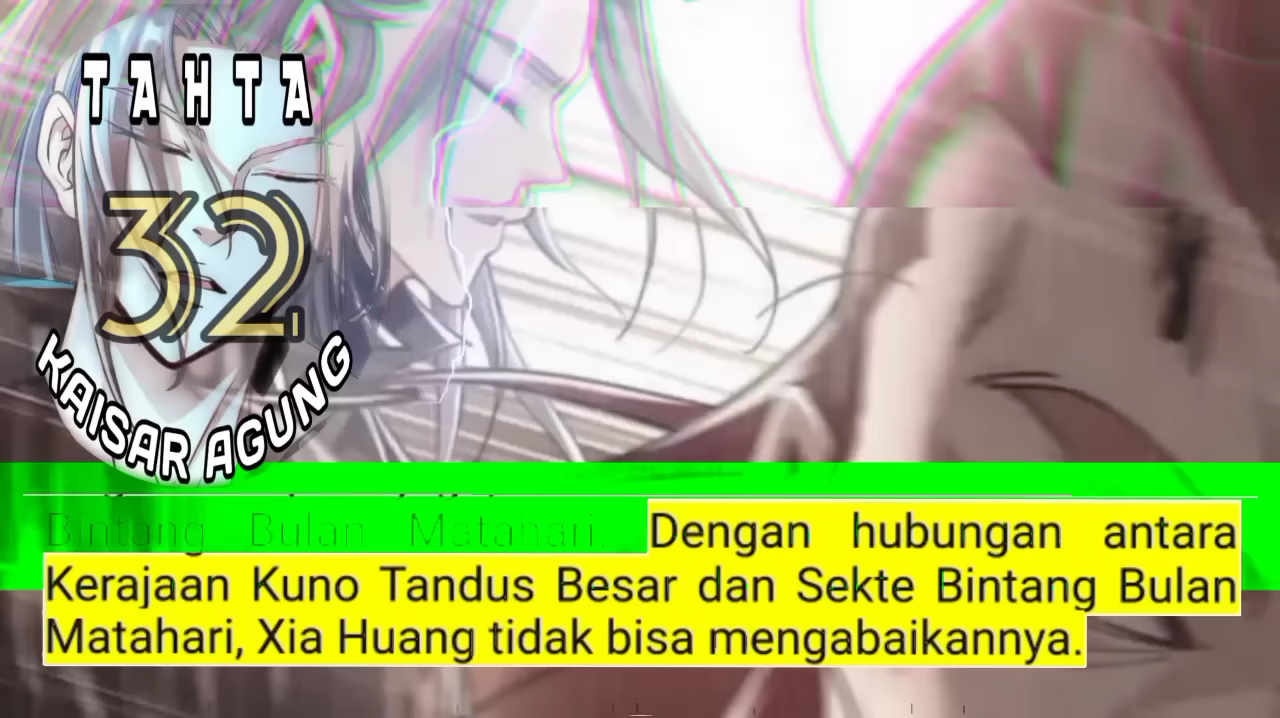 TAHTA
32
KAISAR AGUNG
Bintang Bulan Matahari. Dengan hubungan antara
Kerajaan Kuno Tandus Besar dan Sekte Bintang Bulan
Matahari, Xia Huang tidak bisa mengabaikannya.